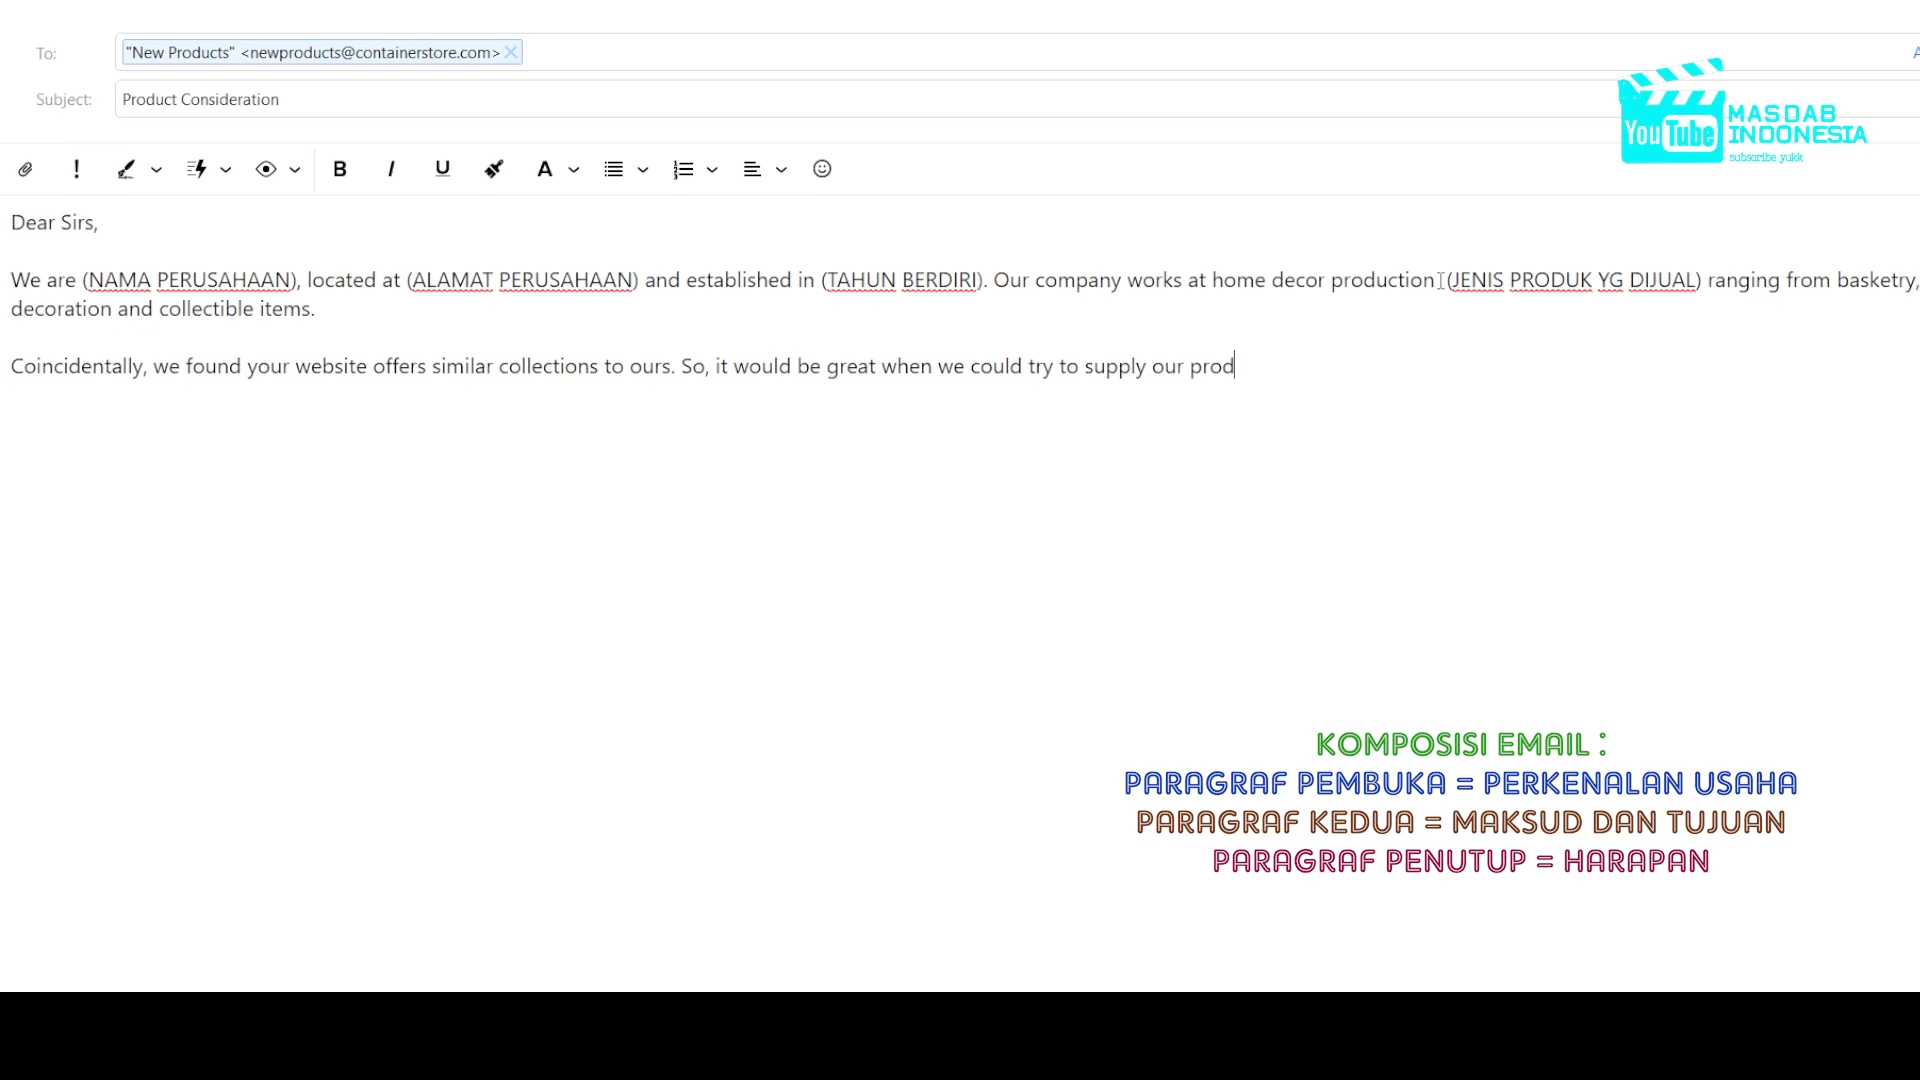 To:
"New Products" <newproducts@containerstore.com>
Subject:
Product Consideration
YouTube
MASDAB
INDONESIA
subscribe yukk
Dear Sirs,
We are (NAMA PERUSAHAAN), located at (ALAMAT PERUSAHAAN) and established in (TAHUN BERDIRI). Our company works at home decor production (JENIS PRODUK YG DIJUAL) ranging from basketry,
decoration and collectible items.
Coincidentally, we found your website offers similar collections to ours. So, it would be great when we could try to supply our prod
KOMPOSISI EMAIL :
PARAGRAF PEMBUKA = PERKENALAN USAHA
PARAGRAF KEDUA = MAKSUD DAN TUJUAN
PARAGRAF PENUTUP = HARAPAN